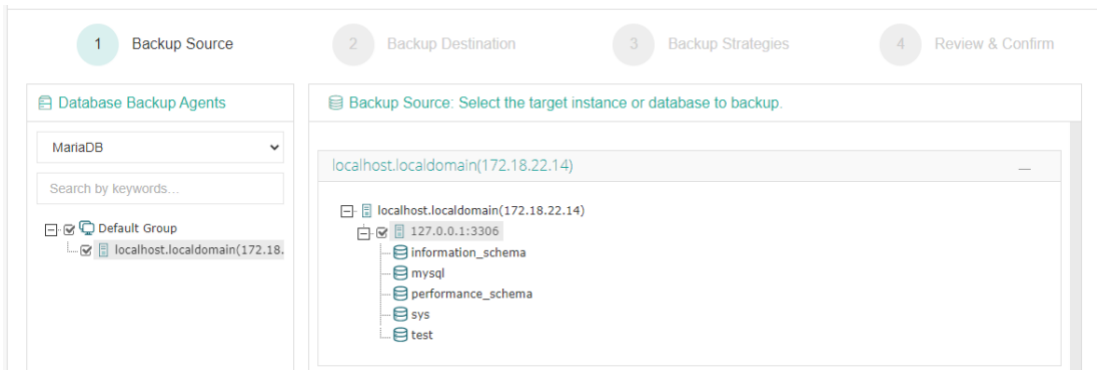 1 Backup Source 2 Backup Destination 3 Backup Strategies 4 Review & Confirm
Database Backup Agents
MariaDB
Search by keywords...
Default Group
localhost.localdomain(172.18.
Backup Source: Select the target instance or database to backup.
localhost.localdomain(172.18.22.14)
localhost.localdomain(172.18.22.14)
127.0.0.1:3306
information_schema
mysql
performance_schema
sys
test